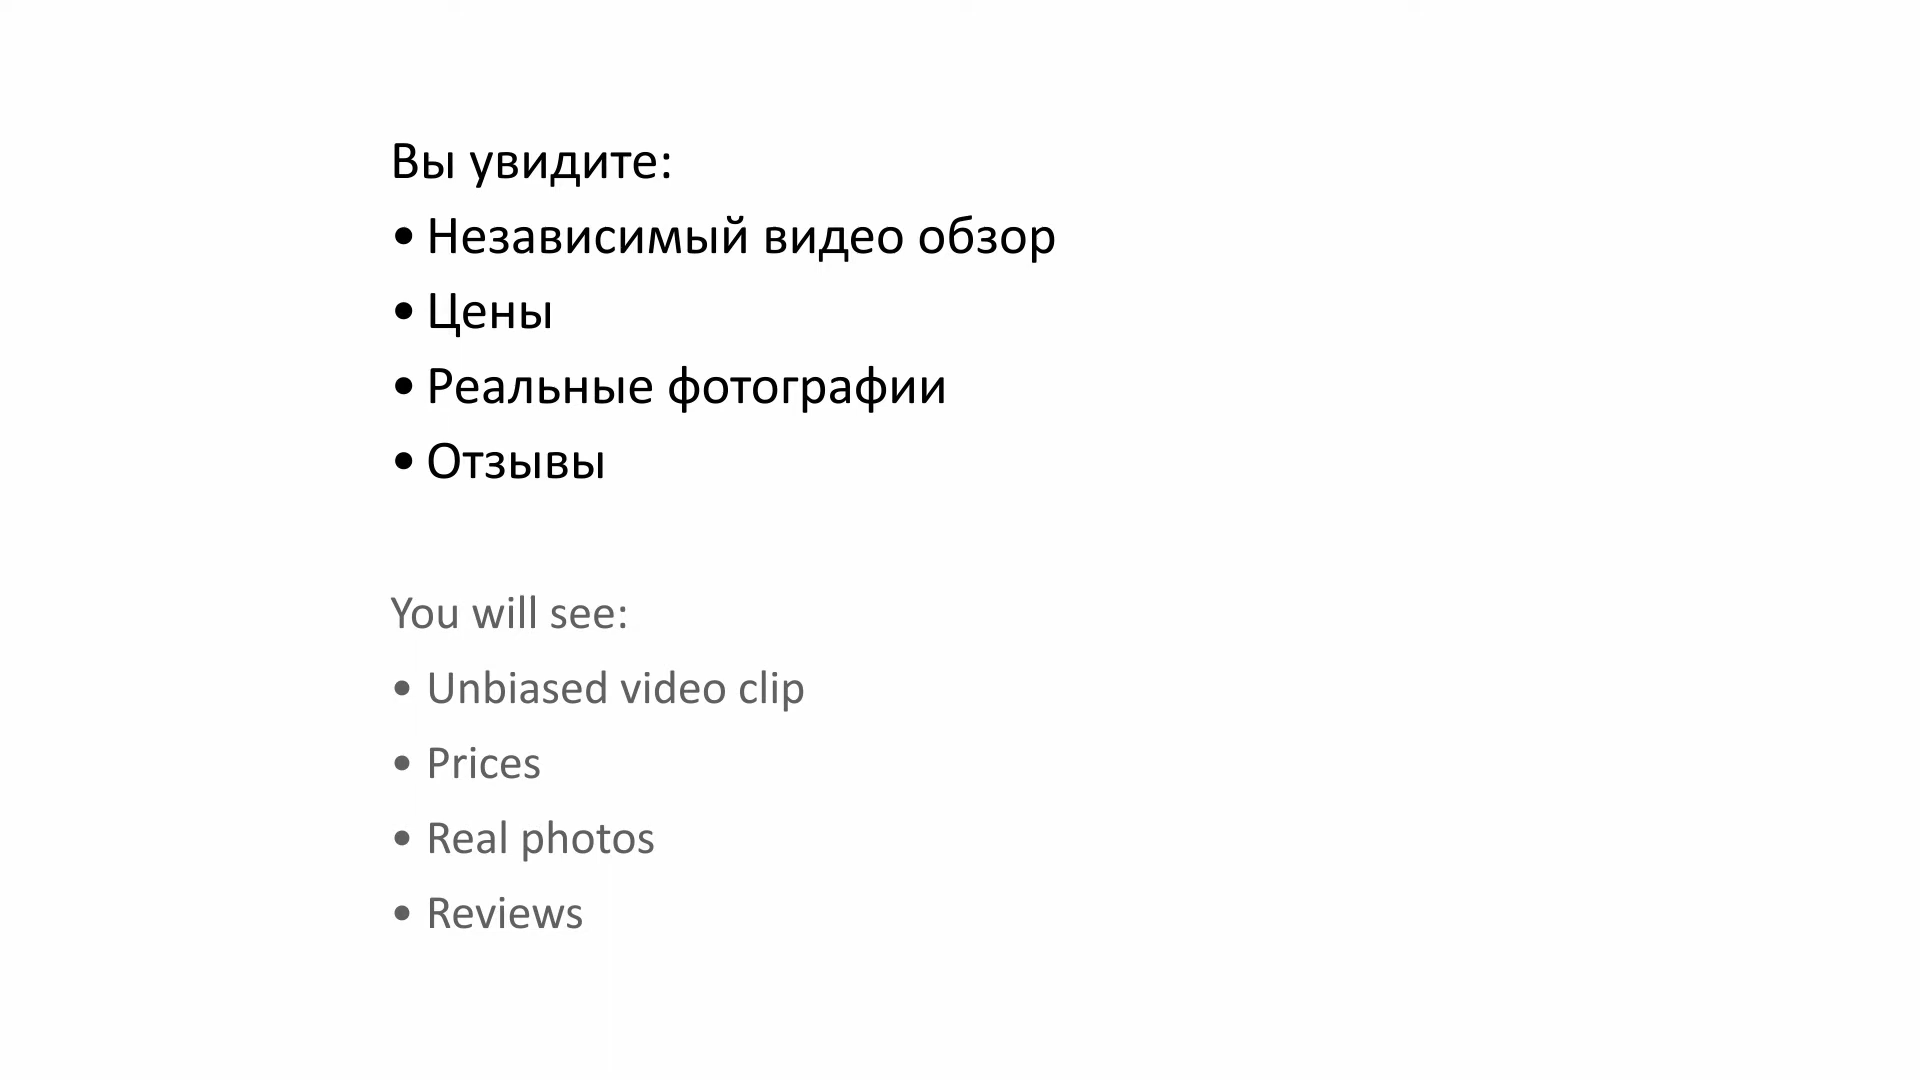 Вы увидите:
• Независимый видео обзор
• Цены
• Реальные фотографии
• Отзывы
You will see:
• Unbiased video clip
• Prices
• Real photos
• Reviews